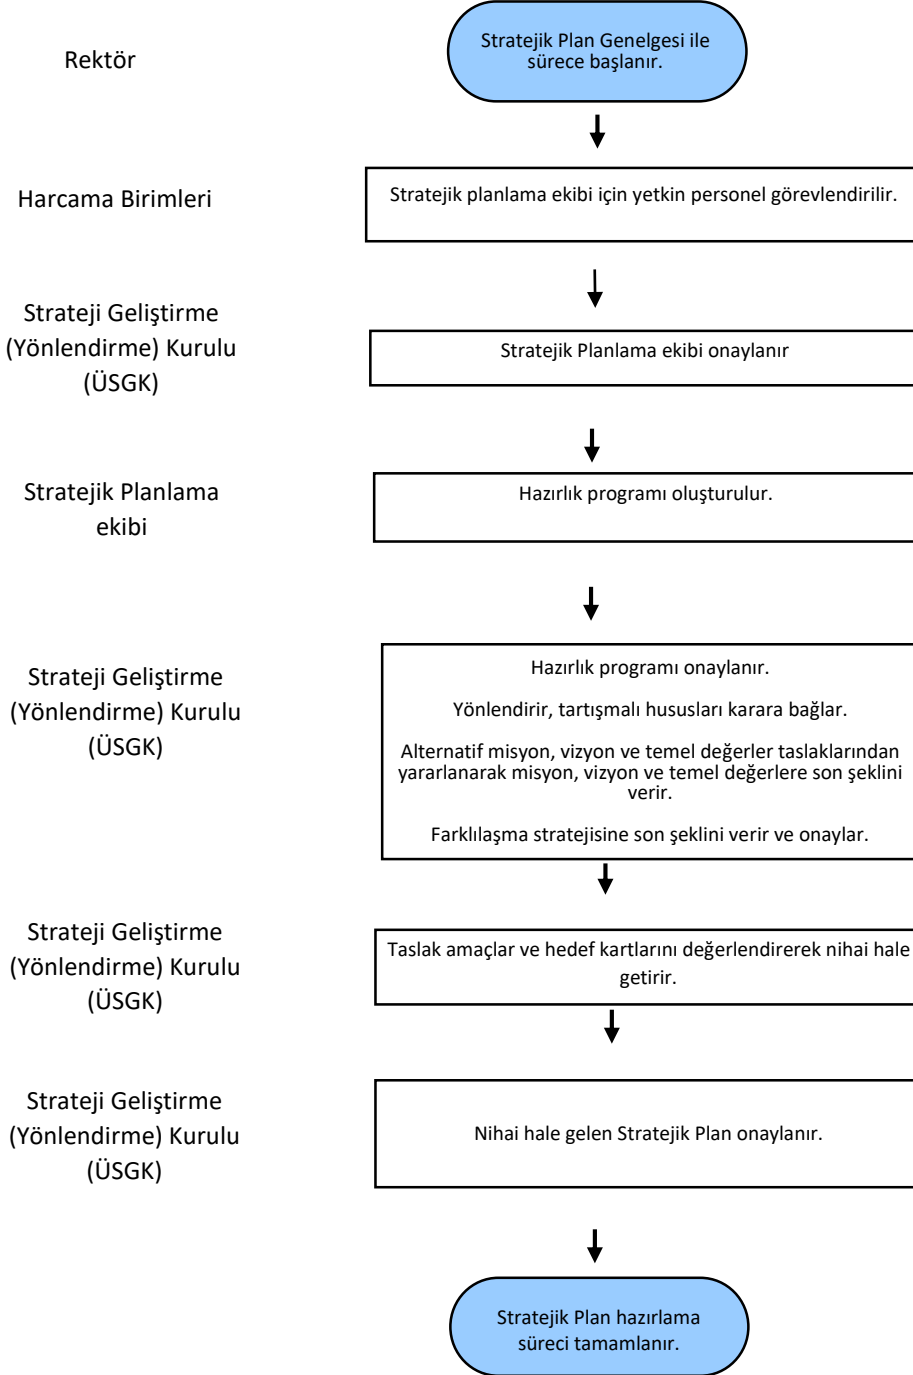 Rektör
Stratejik Plan Genelgesi ile
sürece başlanır.
Harcama Birimleri
Stratejik planlama ekibi için yetkin personel görevlendirilir.
Strateji Geliştirme
(Yönlendirme) Kurulu
(ÜSGK)
Stratejik Planlama ekibi onaylanır
Stratejik Planlama
ekibi
Hazırlık programı oluşturulur.
Strateji Geliştirme
(Yönlendirme) Kurulu
(ÜSGK)
Hazırlık programı onaylanır.
Yönlendirir, tartışmalı hususları karara bağlar.
Alternatif misyon, vizyon ve temel değerler taslaklarından
yararlanarak misyon, vizyon ve temel değerlere son şeklini
verir.
Farklılaşma stratejisine son şeklini verir ve onaylar.
Strateji Geliştirme
(Yönlendirme) Kurulu
(ÜSGK)
Taslak amaçlar ve hedef kartlarını değerlendirerek nihai hale
getirir.
Strateji Geliştirme
(Yönlendirme) Kurulu
(ÜSGK)
Nihai hale gelen Stratejik Plan onaylanır.
Stratejik Plan hazırlama
süreci tamamlanır.